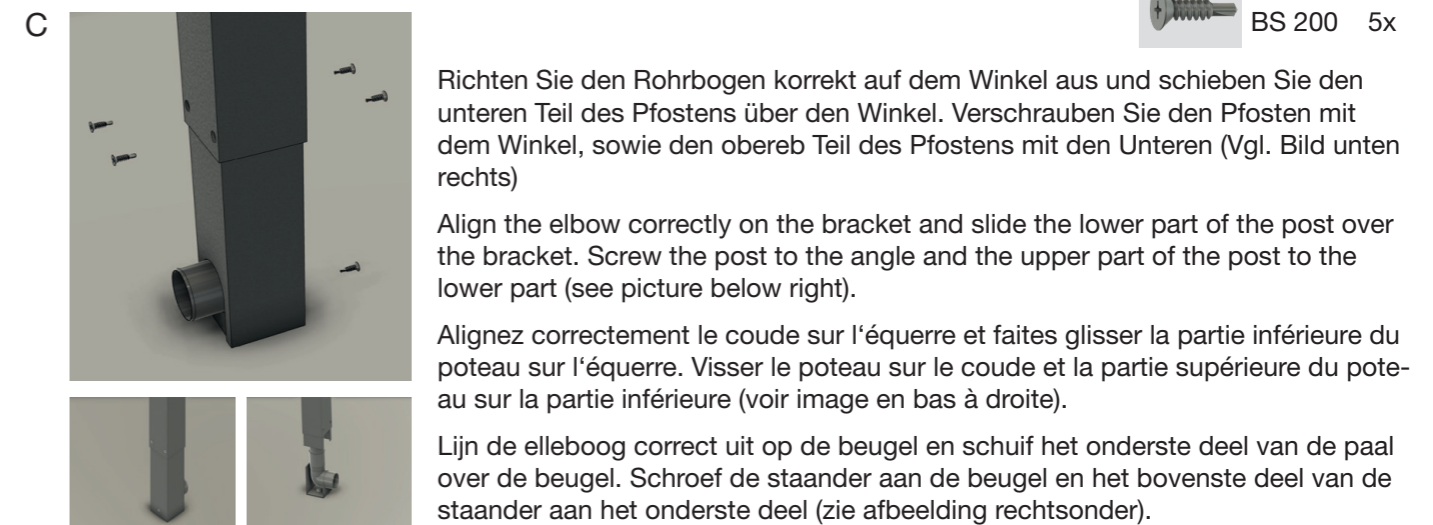 C
BS 200 5x
Richten Sie den Rohrbogen korrekt auf dem Winkel aus und schieben Sie den
unteren Teil des Pfostens über den Winkel. Verschrauben Sie den Pfosten mit
dem Winkel, sowie den obereb Teil des Pfostens mit den Unteren (Vgl. Bild unten
rechts)
Align the elbow correctly on the bracket and slide the lower part of the post over
the bracket. Screw the post to the angle and the upper part of the post to the
lower part (see picture below right).
Alignez correctement le coude sur l‘équerre et faites glisser la partie inférieure du
poteau sur l‘équerre. Visser le poteau sur le coude et la partie supérieure du pote-
au sur la partie inférieure (voir image en bas à droite).
Lijn de elleboog correct uit op de beugel en schuif het onderste deel van de paal
over de beugel. Schroef de staander aan de beugel en het bovenste deel van de
staander aan het onderste deel (zie afbeelding rechtsonder).